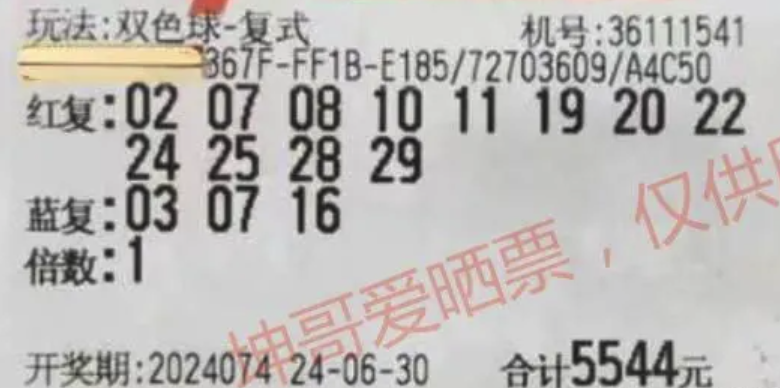 玩法:双色球-复式 机号:36111541
367F-FF1B-E185/72703609/A4C50
红复:02 07 08 10 11 19 20 22
24 25 28 29
蓝复:03 07 16
倍数:1
坤哥爱晒票，仅供
开奖期:2024074 24-06-30 合计5544元